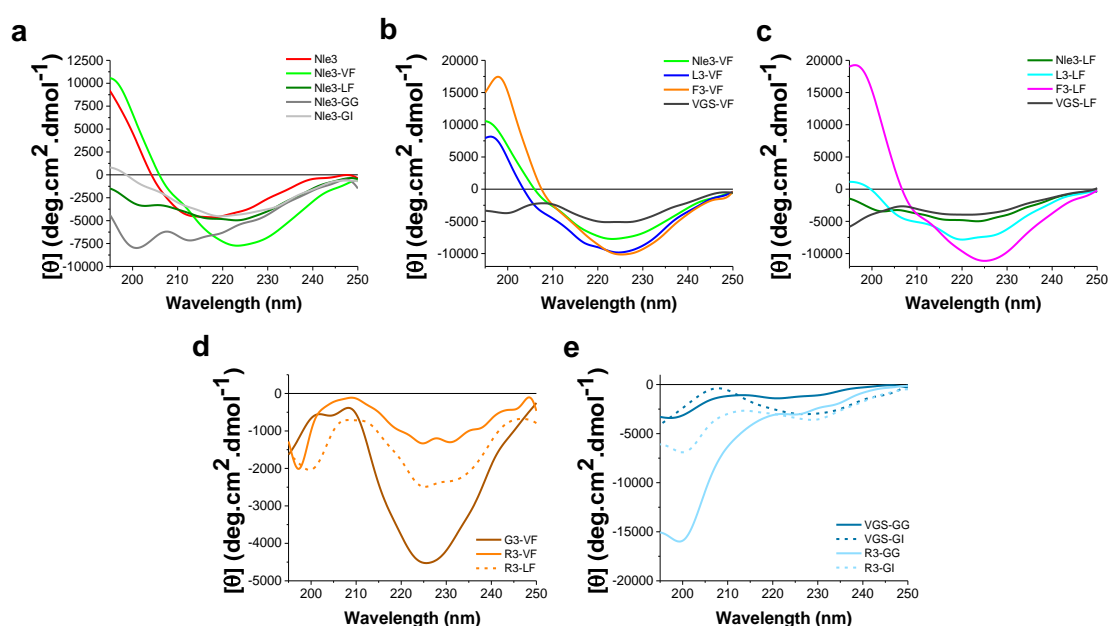 a
12500
10000
7500
5000
2500
0
-2500
-5000
-7500
-10000
[θ] (deg.cm².dmol⁻¹)
200 210 220 230 240 250
Wavelength (nm)
Nle3
Nle3-VF
Nle3-LF
Nle3-GG
Nle3-GI
b
20000
15000
10000
5000
0
-5000
-10000
[θ] (deg.cm².dmol⁻¹)
200 210 220 230 240 250
Wavelength (nm)
Nle3-VF
L3-VF
F3-VF
VGS-VF
c
20000
15000
10000
5000
0
-5000
-10000
[θ] (deg.cm².dmol⁻¹)
200 210 220 230 240 250
Wavelength (nm)
Nle3-LF
L3-LF
F3-LF
VGS-LF
d
0
-1000
-2000
-3000
-4000
-5000
[θ] (deg.cm².dmol⁻¹)
200 210 220 230 240 250
Wavelength (nm)
G3-VF
R3-VF
R3-LF
e
0
-5000
-10000
-15000
-20000
[θ] (deg.cm².dmol⁻¹)
200 210 220 230 240 250
Wavelength (nm)
VGS-GG
VGS-GI
R3-GG
R3-GI